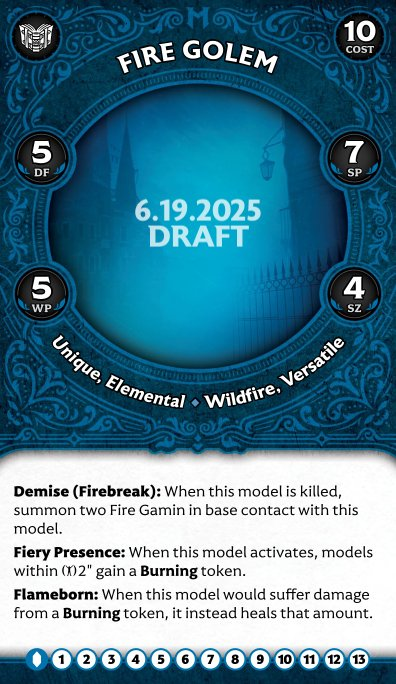 10
COST
FIRE GOLEM
5
DF
7
SP
6.19.2025
DRAFT
5
WP
4
SZ
Unique, Elemental ♦ Wildfire, Versatile
Demise (Firebreak): When this model is killed,
summon two Fire Gamin in base contact with this
model.
Fiery Presence: When this model activates, models
within 2" gain a Burning token.
Flameborn: When this model would suffer damage
from a Burning token, it instead heals that amount.
1 2 3 4 5 6 7 8 9 10 11 12 13